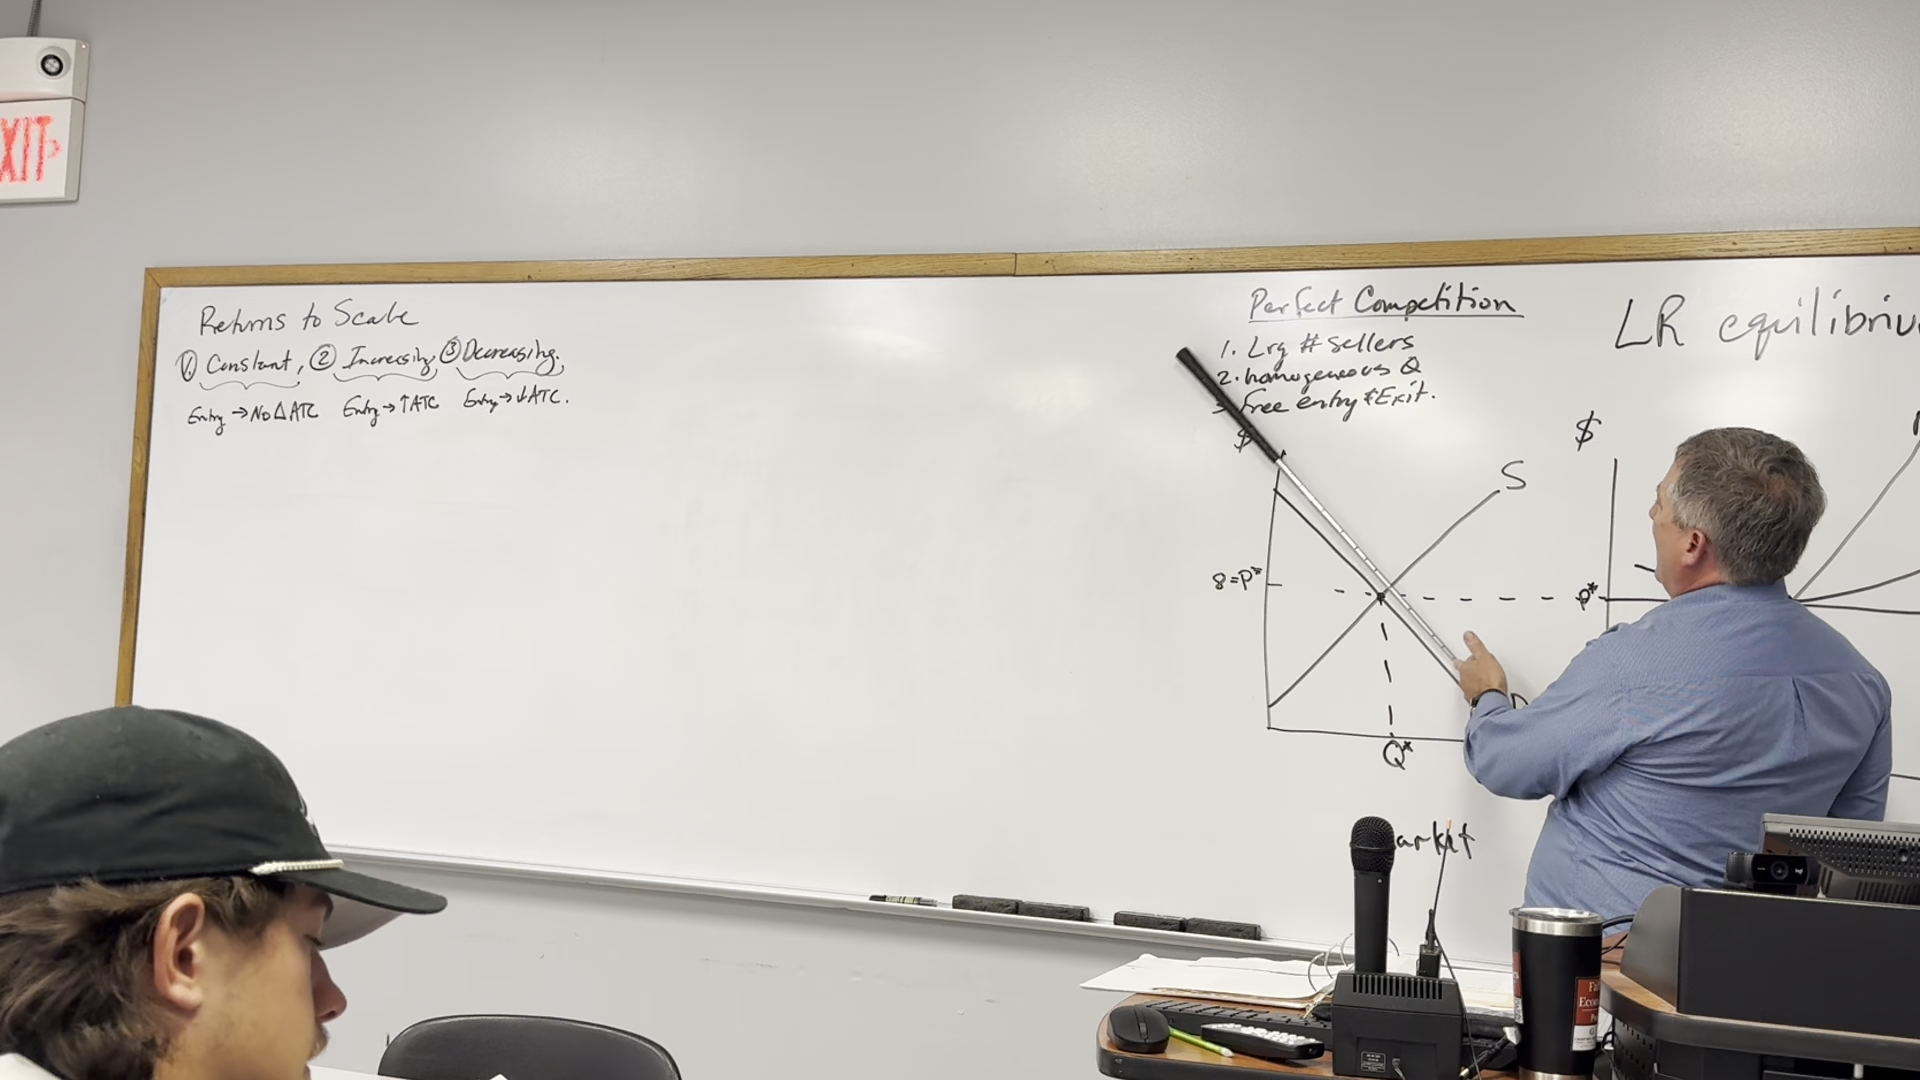 EXIT
Returns to Scale
① Constant, ② Increasing, ③ Decreasing.
Entry → No Δ ATC Entry → ↑ATC Entry → ↓ATC.
Perfect Competition
1. Lrg # sellers
2. homogeneous Q
3. Free entry & Exit.
LR equilibriu
$
S
8=P*
Q*
$
P*
arket